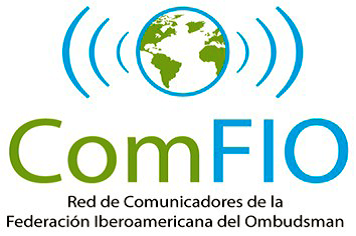 ComFIO
Red de Comunicadores de la
Federación Iberoamericana del Ombudsman